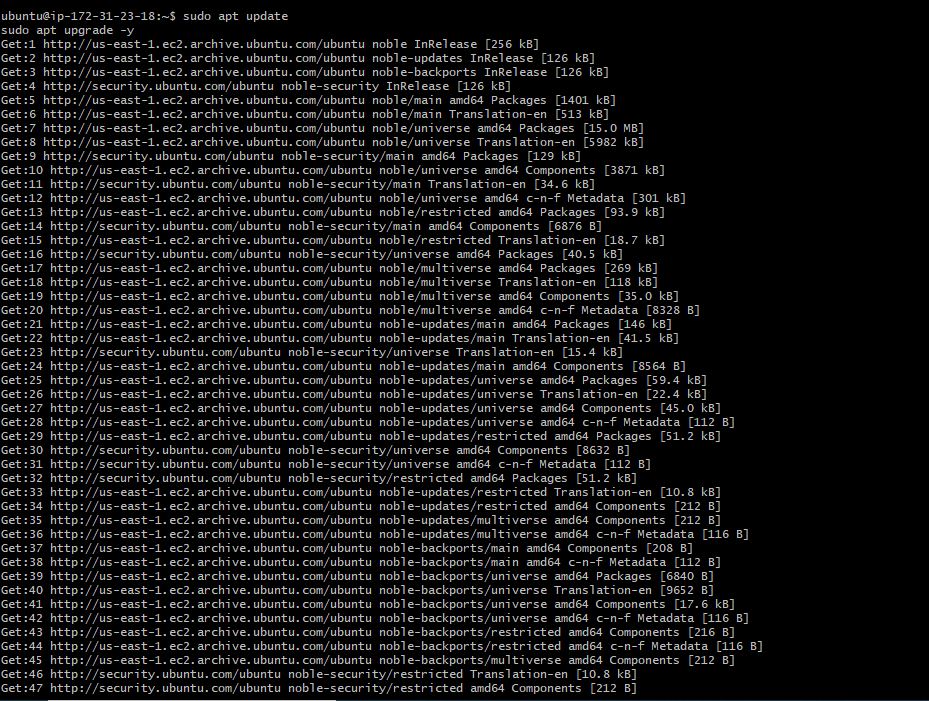 ubuntu@ip-172-31-23-18:~$ sudo apt update
sudo apt upgrade -y
Get:1 http://us-east-1.ec2.archive.ubuntu.com/ubuntu noble InRelease [256 kB]
Get:2 http://us-east-1.ec2.archive.ubuntu.com/ubuntu noble-updates InRelease [126 kB]
Get:3 http://us-east-1.ec2.archive.ubuntu.com/ubuntu noble-backports InRelease [126 kB]
Get:4 http://security.ubuntu.com/ubuntu noble-security InRelease [126 kB]
Get:5 http://us-east-1.ec2.archive.ubuntu.com/ubuntu noble/main amd64 Packages [1401 kB]
Get:6 http://us-east-1.ec2.archive.ubuntu.com/ubuntu noble/main Translation-en [513 kB]
Get:7 http://us-east-1.ec2.archive.ubuntu.com/ubuntu noble/universe amd64 Packages [15.0 MB]
Get:8 http://us-east-1.ec2.archive.ubuntu.com/ubuntu noble/universe Translation-en [5982 kB]
Get:9 http://security.ubuntu.com/ubuntu noble-security/main amd64 Packages [129 kB]
Get:10 http://us-east-1.ec2.archive.ubuntu.com/ubuntu noble/universe amd64 Components [3871 kB]
Get:11 http://security.ubuntu.com/ubuntu noble-security/main Translation-en [34.6 kB]
Get:12 http://us-east-1.ec2.archive.ubuntu.com/ubuntu noble/universe amd64 c-n-f Metadata [301 kB]
Get:13 http://us-east-1.ec2.archive.ubuntu.com/ubuntu noble/restricted amd64 Packages [93.9 kB]
Get:14 http://security.ubuntu.com/ubuntu noble-security/main amd64 Components [6876 B]
Get:15 http://us-east-1.ec2.archive.ubuntu.com/ubuntu noble/restricted Translation-en [18.7 kB]
Get:16 http://security.ubuntu.com/ubuntu noble-security/universe amd64 Packages [40.5 kB]
Get:17 http://us-east-1.ec2.archive.ubuntu.com/ubuntu noble/multiverse amd64 Packages [269 kB]
Get:18 http://us-east-1.ec2.archive.ubuntu.com/ubuntu noble/multiverse Translation-en [118 kB]
Get:19 http://us-east-1.ec2.archive.ubuntu.com/ubuntu noble/multiverse amd64 Components [35.0 kB]
Get:20 http://us-east-1.ec2.archive.ubuntu.com/ubuntu noble/multiverse amd64 c-n-f Metadata [8328 B]
Get:21 http://us-east-1.ec2.archive.ubuntu.com/ubuntu noble-updates/main amd64 Packages [146 kB]
Get:22 http://us-east-1.ec2.archive.ubuntu.com/ubuntu noble-updates/main Translation-en [41.5 kB]
Get:23 http://security.ubuntu.com/ubuntu noble-security/universe Translation-en [15.4 kB]
Get:24 http://us-east-1.ec2.archive.ubuntu.com/ubuntu noble-updates/main amd64 Components [8564 B]
Get:25 http://us-east-1.ec2.archive.ubuntu.com/ubuntu noble-updates/universe amd64 Packages [59.4 kB]
Get:26 http://us-east-1.ec2.archive.ubuntu.com/ubuntu noble-updates/universe Translation-en [22.4 kB]
Get:27 http://us-east-1.ec2.archive.ubuntu.com/ubuntu noble-updates/universe amd64 Components [45.0 kB]
Get:28 http://us-east-1.ec2.archive.ubuntu.com/ubuntu noble-updates/universe amd64 c-n-f Metadata [112 B]
Get:29 http://us-east-1.ec2.archive.ubuntu.com/ubuntu noble-updates/restricted amd64 Packages [51.2 kB]
Get:30 http://security.ubuntu.com/ubuntu noble-security/universe amd64 Components [8632 B]
Get:31 http://security.ubuntu.com/ubuntu noble-security/universe amd64 c-n-f Metadata [112 B]
Get:32 http://security.ubuntu.com/ubuntu noble-security/restricted amd64 Packages [51.2 kB]
Get:33 http://us-east-1.ec2.archive.ubuntu.com/ubuntu noble-updates/restricted Translation-en [10.8 kB]
Get:34 http://us-east-1.ec2.archive.ubuntu.com/ubuntu noble-updates/restricted amd64 Components [212 B]
Get:35 http://us-east-1.ec2.archive.ubuntu.com/ubuntu noble-updates/multiverse amd64 Components [212 B]
Get:36 http://us-east-1.ec2.archive.ubuntu.com/ubuntu noble-updates/multiverse amd64 c-n-f Metadata [116 B]
Get:37 http://us-east-1.ec2.archive.ubuntu.com/ubuntu noble-backports/main amd64 Components [208 B]
Get:38 http://us-east-1.ec2.archive.ubuntu.com/ubuntu noble-backports/main amd64 c-n-f Metadata [112 B]
Get:39 http://us-east-1.ec2.archive.ubuntu.com/ubuntu noble-backports/universe amd64 Packages [6840 B]
Get:40 http://us-east-1.ec2.archive.ubuntu.com/ubuntu noble-backports/universe Translation-en [9652 B]
Get:41 http://us-east-1.ec2.archive.ubuntu.com/ubuntu noble-backports/universe amd64 Components [17.6 kB]
Get:42 http://us-east-1.ec2.archive.ubuntu.com/ubuntu noble-backports/universe amd64 c-n-f Metadata [116 B]
Get:43 http://us-east-1.ec2.archive.ubuntu.com/ubuntu noble-backports/restricted amd64 Components [216 B]
Get:44 http://us-east-1.ec2.archive.ubuntu.com/ubuntu noble-backports/restricted amd64 c-n-f Metadata [116 B]
Get:45 http://us-east-1.ec2.archive.ubuntu.com/ubuntu noble-backports/multiverse amd64 Components [212 B]
Get:46 http://security.ubuntu.com/ubuntu noble-security/restricted Translation-en [10.8 kB]
Get:47 http://security.ubuntu.com/ubuntu noble-security/restricted amd64 Components [212 B]